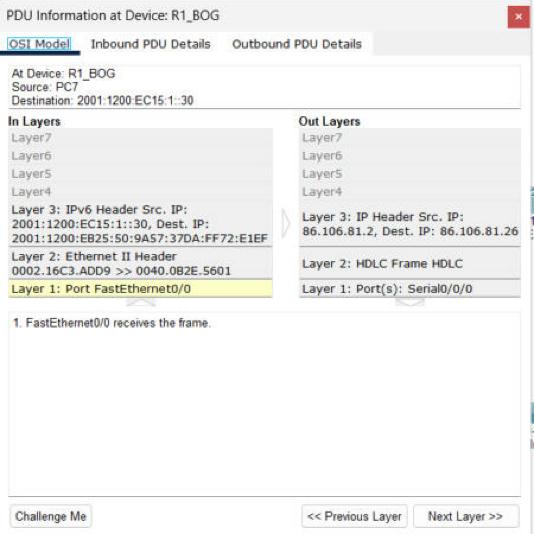 PDU Information at Device: R1_BOG
×
OSI Model Inbound PDU Details Outbound PDU Details
At Device: R1_BOG
Source: PC7
Destination: 2001:1200:EC15:1::30
In Layers
Layer7
Layer6
Layer5
Layer4
Layer 3: IPv6 Header Src. IP:
2001:1200:EC15:1::30, Dest. IP:
2001:1200:EB25:50:9A57:37DA:FF72:E1EF
Layer 2: Ethernet II Header
0002.16C3.ADD9 >> 0040.0B2E.5601
Layer 1: Port FastEthernet0/0
Out Layers
Layer7
Layer6
Layer5
Layer4
Layer 3: IP Header Src. IP:
86.106.81.2, Dest. IP: 86.106.81.26
Layer 2: HDLC Frame HDLC
Layer 1: Port(s): Serial0/0/0
1. FastEthernet0/0 receives the frame.
Challenge Me << Previous Layer Next Layer >>